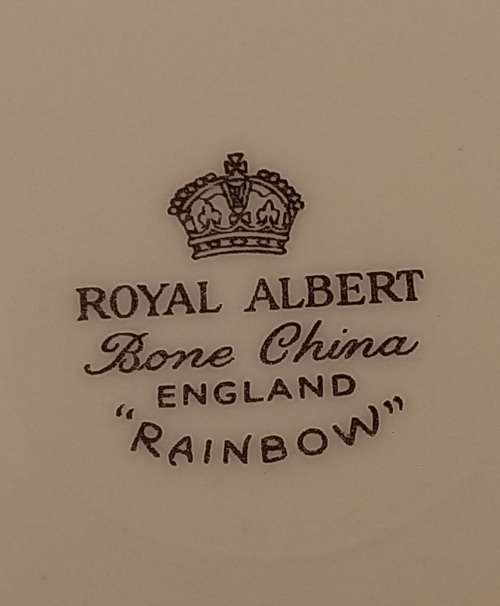 ROYAL ALBERT
Bone China
ENGLAND
"RAINBOW"